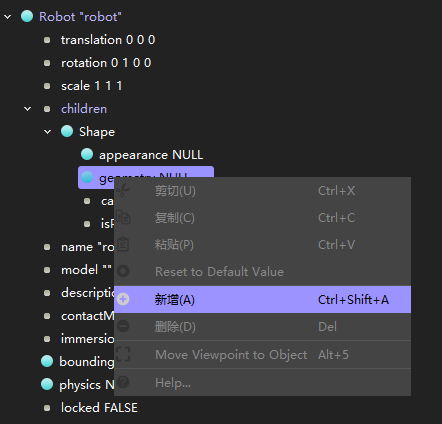 Robot "robot"
translation 0 0 0
rotation 0 1 0 0
scale 1 1 1
children
Shape
appearance NULL
geometry NULL
ca
剪切(U) Ctrl+X
isP
复制(C) Ctrl+C
name "ro
粘贴(P) Ctrl+V
model ""
Reset to Default Value
descriptio
新增(A) Ctrl+Shift+A
contactM
删除(D) Del
immersio
Move Viewpoint to Object Alt+5
bounding
Help...
physics N
locked FALSE